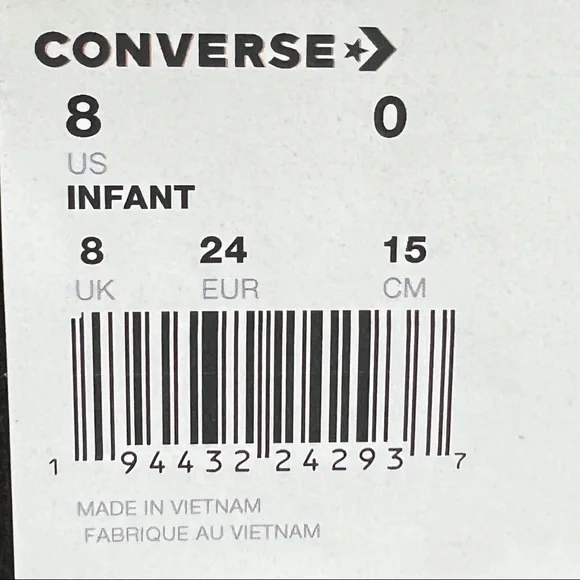 CONVERSE
8 0
US
INFANT
8 24 15
UK EUR CM
1 94432 24293 7
MADE IN VIETNAM
FABRIQUE AU VIETNAM